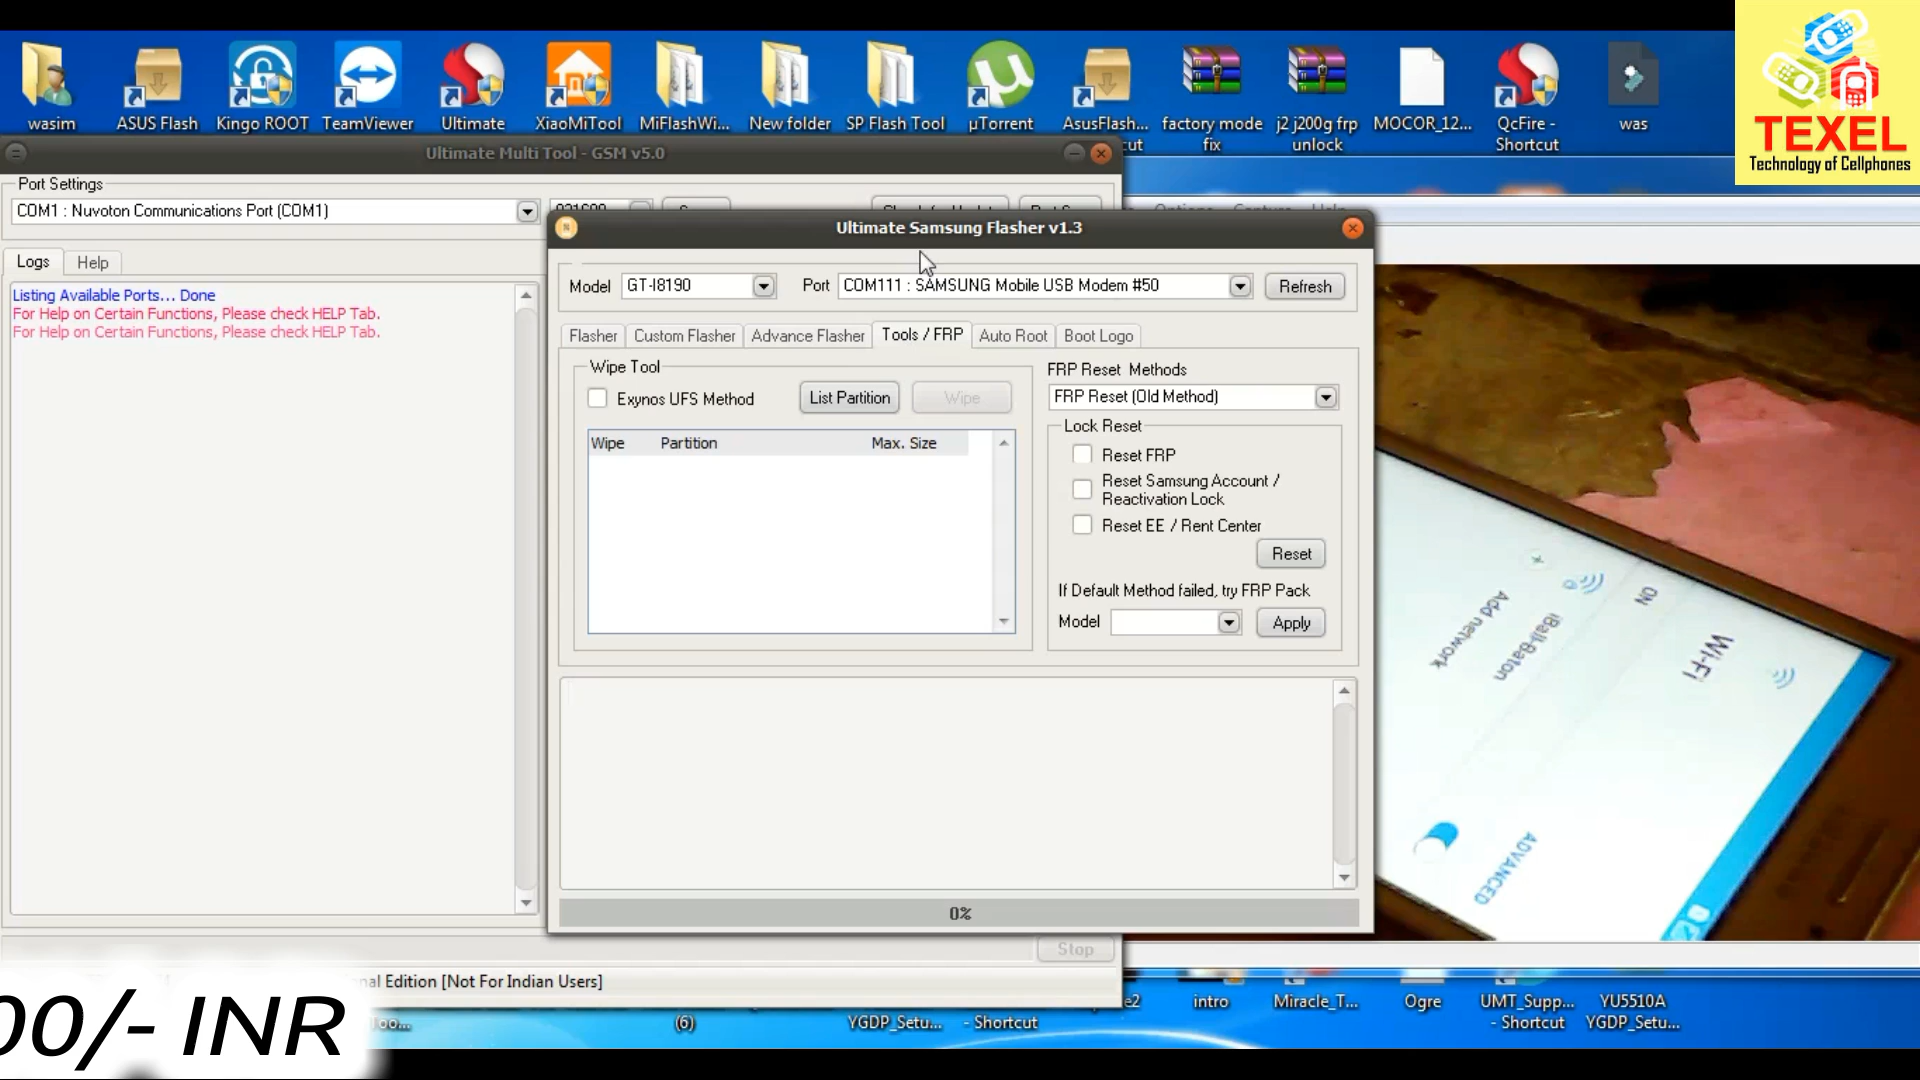 wasim
ASUS Flash
Kingo ROOT
TeamViewer
Ultimate
XiaoMiTool
MiFlashWi...
New folder
SP Flash Tool
µTorrent
AsusFlash...
factory mode
fix
j2 j200g frp
unlock
MOCOR_12...
QcFire -
Shortcut
was
TEXEL
Technology of Cellphones
Ultimate Multi Tool - GSM v5.0
Port Settings
COM1 : Nuvoton Communications Port (COM1)
Logs
Help
Listing Available Ports... Done
For Help on Certain Functions, Please check HELP Tab.
For Help on Certain Functions, Please check HELP Tab.
Ultimate Samsung Flasher v1.3
Model
GT-I8190
Port
COM111 : SAMSUNG Mobile USB Modem #50
Refresh
Flasher
Custom Flasher
Advance Flasher
Tools / FRP
Auto Root
Boot Logo
Wipe Tool
Exynos UFS Method
List Partition
Wipe
Wipe Partition Max. Size
FRP Reset Methods
FRP Reset (Old Method)
Lock Reset
Reset FRP
Reset Samsung Account /
Reactivation Lock
Reset EE / Rent Center
Reset
If Default Method failed, try FRP Pack
Model
Apply
0%
Wi-Fi
ON
iBall-Baton
Add network
ADVANCED
Stop
nal Edition [Not For Indian Users]
00/- INR
Too...
(6)
YGDP_Setu...
- Shortcut
e2
intro
Miracle_T...
Ogre
UMT_Supp...
- Shortcut
YU5510A
YGDP_Setu...